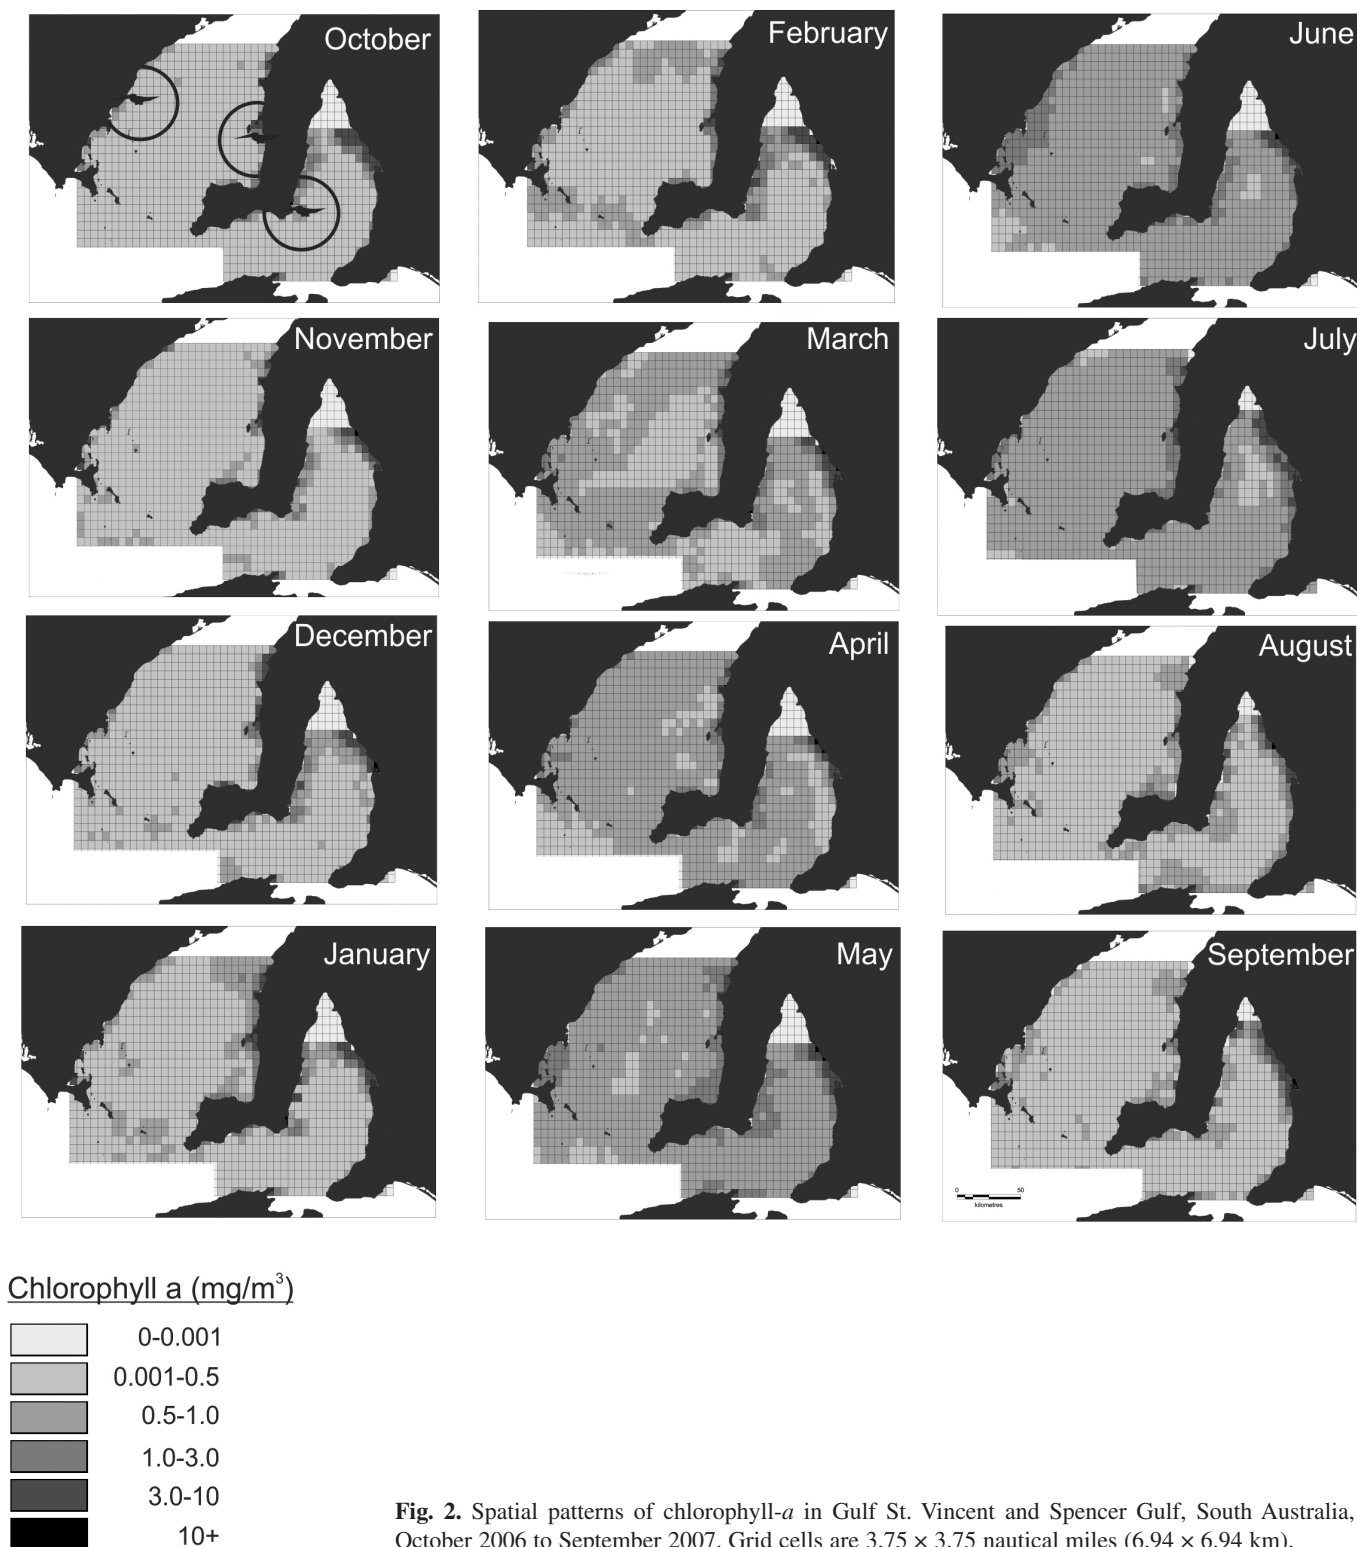 October
February
June
November
March
July
December
April
August
January
May
September
0 50
kilometres
Chlorophyll a (mg/m³)
0-0.001
0.001-0.5
0.5-1.0
1.0-3.0
3.0-10
10+
Fig. 2. Spatial patterns of chlorophyll-a in Gulf St. Vincent and Spencer Gulf, South Australia,
October 2006 to September 2007. Grid cells are 3.75 × 3.75 nautical miles (6.94 × 6.94 km).